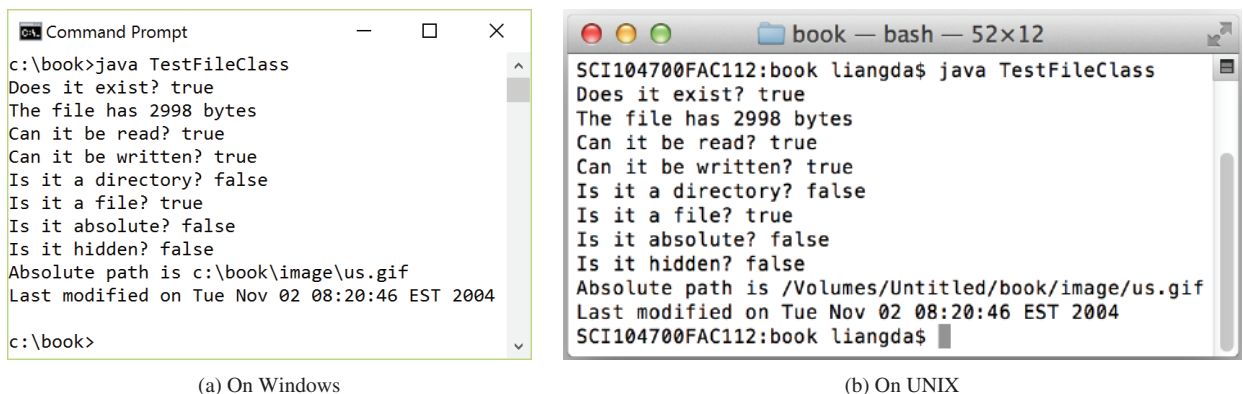 Command Prompt
c:\book>java TestFileClass
Does it exist? true
The file has 2998 bytes
Can it be read? true
Can it be written? true
Is it a directory? false
Is it a file? true
Is it absolute? false
Is it hidden? false
Absolute path is c:\book\image\us.gif
Last modified on Tue Nov 02 08:20:46 EST 2004
c:\book>
(a) On Windows
book — bash — 52×12
SCI104700FAC112:book liangda$ java TestFileClass
Does it exist? true
The file has 2998 bytes
Can it be read? true
Can it be written? true
Is it a directory? false
Is it a file? true
Is it absolute? false
Is it hidden? false
Absolute path is /Volumes/Untitled/book/image/us.gif
Last modified on Tue Nov 02 08:20:46 EST 2004
SCI104700FAC112:book liangda$
(b) On UNIX